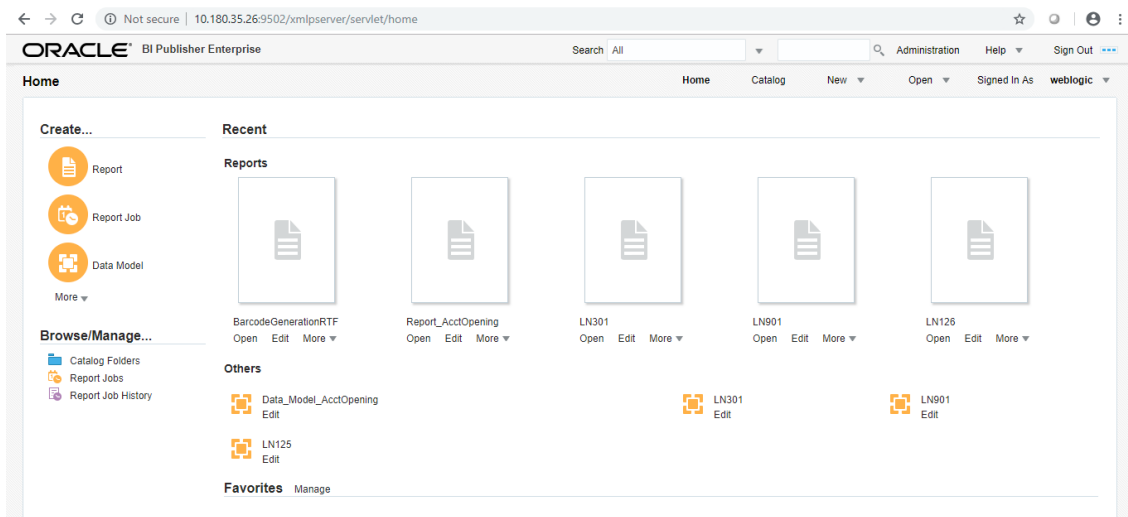 Not secure | 10.180.35.26:9502/xmlpserver/servlet/home
ORACLE BI Publisher Enterprise Search All Administration Help Sign Out
Home Home Catalog New Open Signed In As weblogic
Create...
Report
Report Job
Data Model
More
Browse/Manage...
Catalog Folders
Report Jobs
Report Job History
Recent
Reports
BarcodeGenerationRTF Report_AcctOpening LN301 LN901 LN126
Open Edit More Open Edit More Open Edit More Open Edit More Open Edit More
Others
Data_Model_AcctOpening LN301 LN901
Edit Edit Edit
LN125
Edit
Favorites Manage